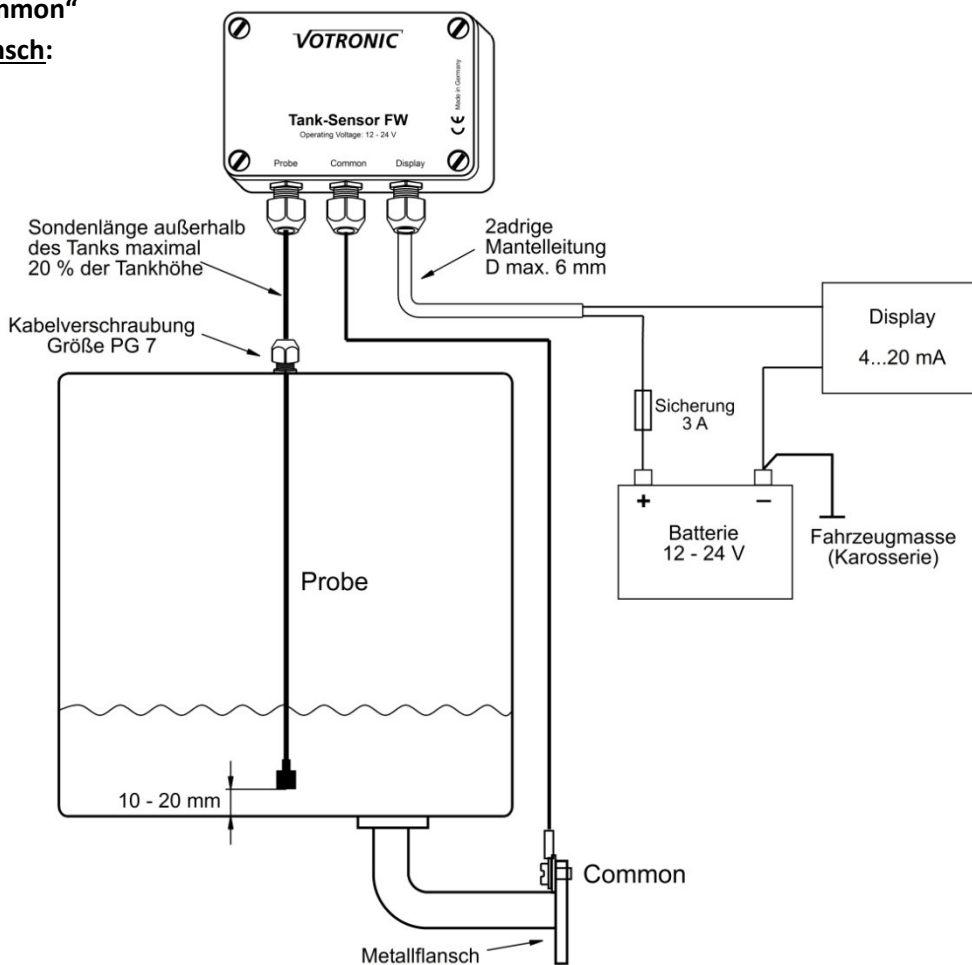 mmon“
nsch:
VOTRONIC
Made in Germany
CE
Tank-Sensor FW
Operating Voltage: 12 - 24 V
Probe Common Display
Sondenlänge außerhalb
des Tanks maximal
20 % der Tankhöhe
2adrige
Mantelleitung
D max. 6 mm
Kabelverschraubung
Größe PG 7
Display
4...20 mA
Sicherung
3 A
+ –
Batterie
12 - 24 V
Fahrzeugmasse
(Karosserie)
Probe
10 - 20 mm
Common
Metallflansch